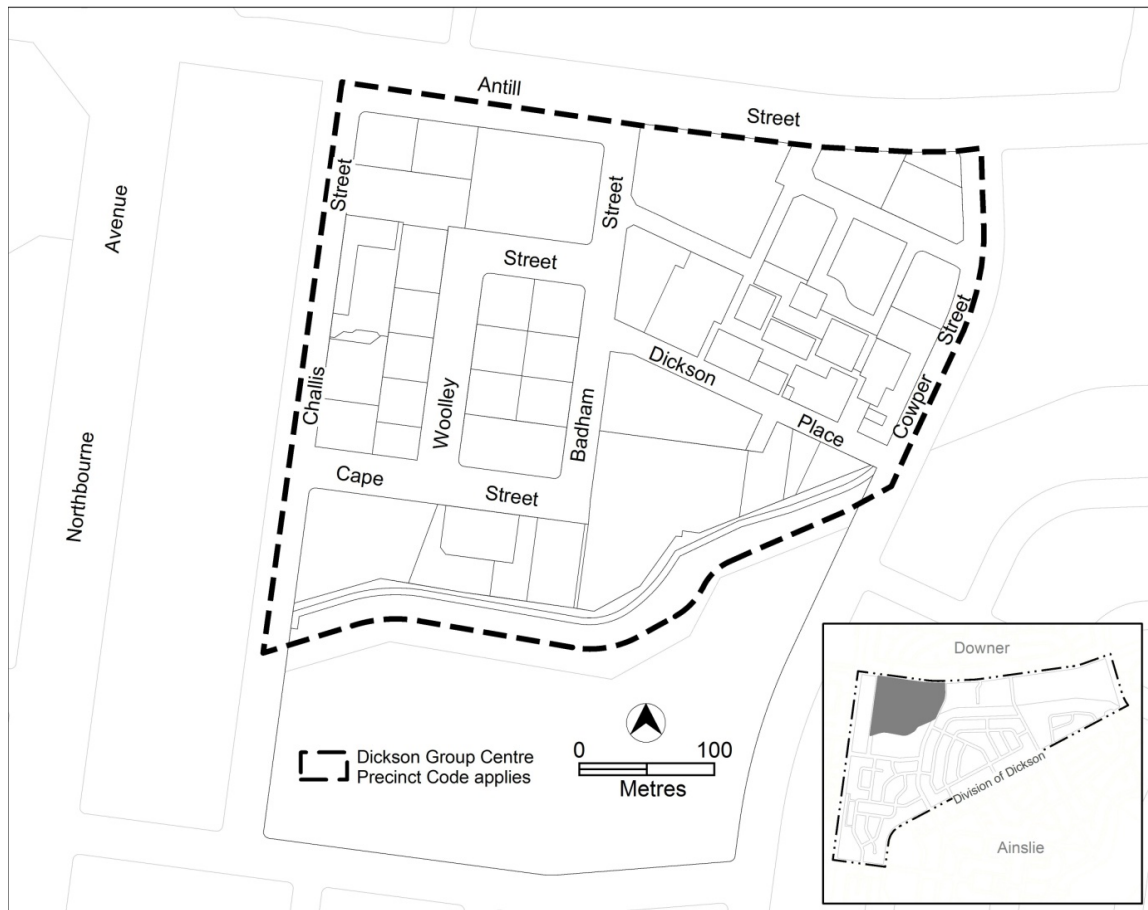 Antill
Street
Street
Street
Avenue
Street
Dickson
Street
Challis
Woolley
Badham
Place
Cowper
Northbourne
Cape
Street
Dickson Group Centre
Precinct Code applies
0
100
Metres
Downer
Division of Dickson
Ainslie